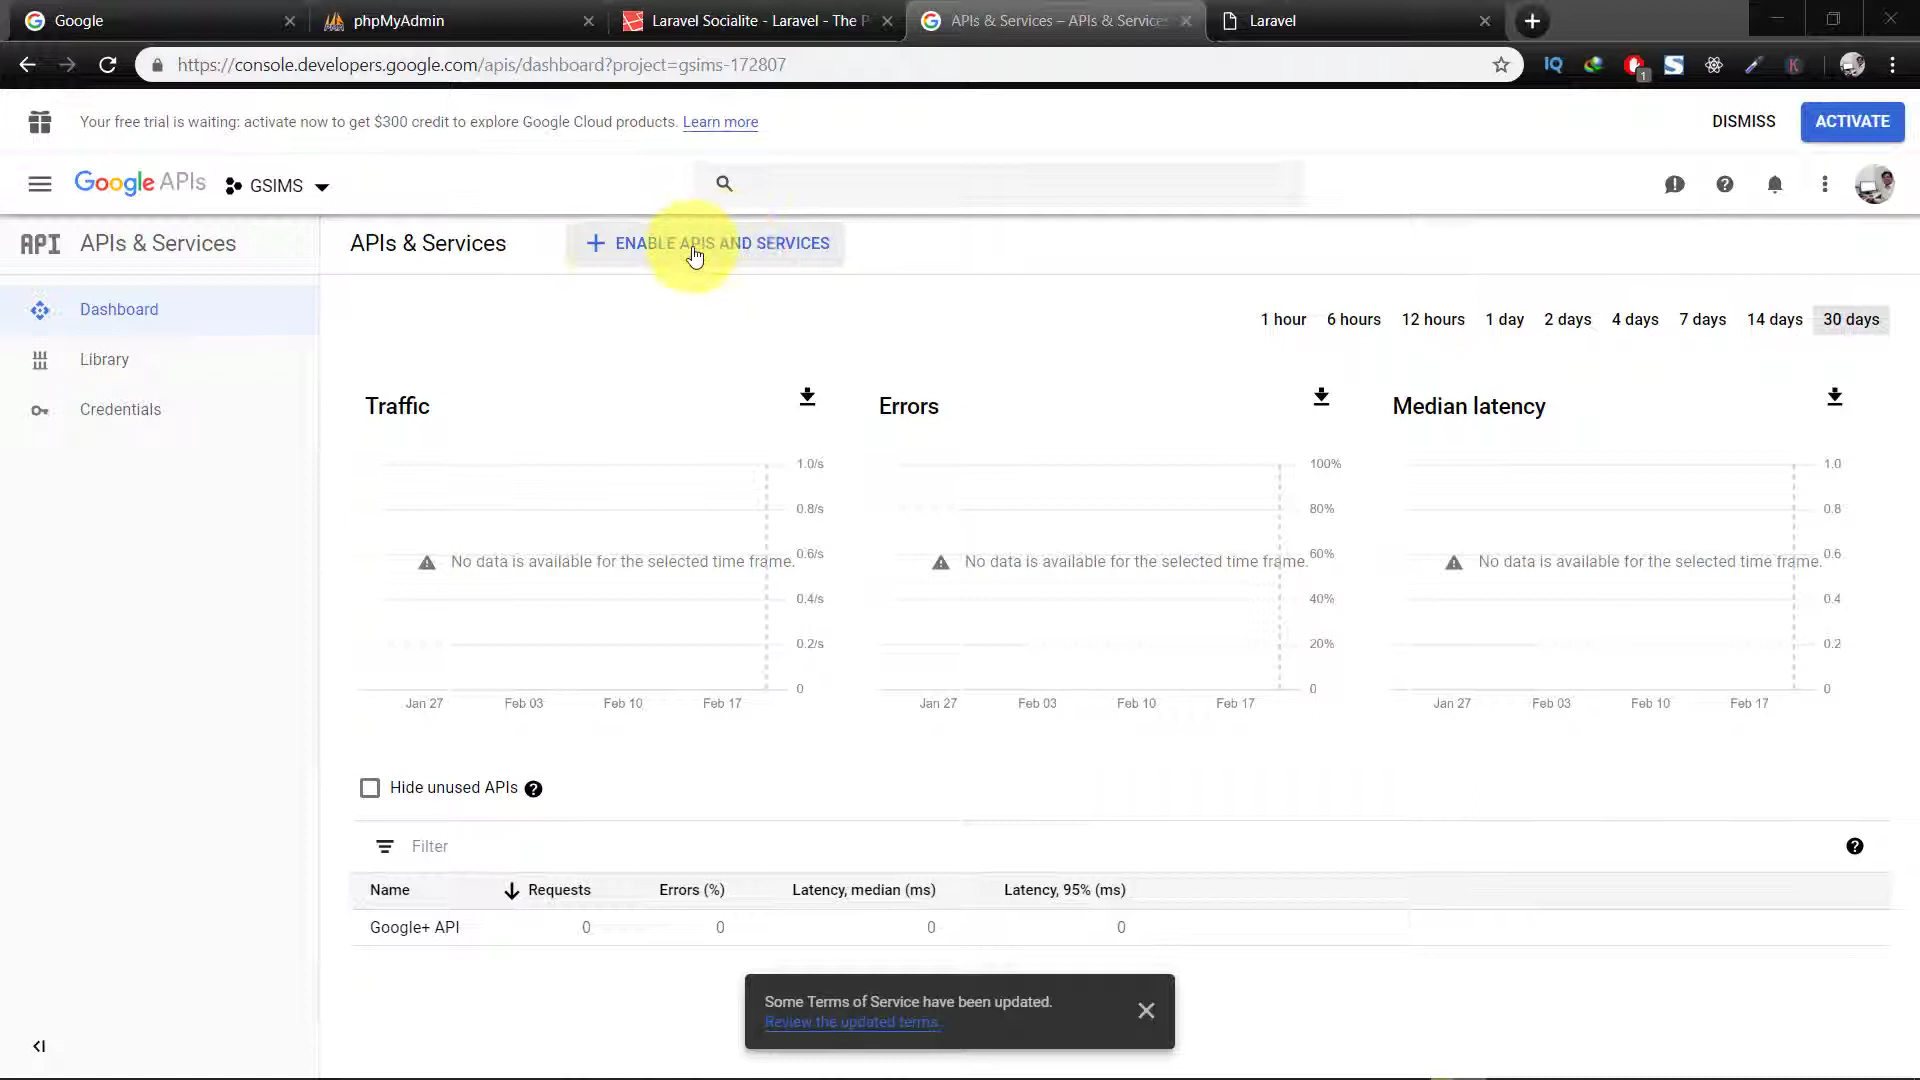 Google
phpMyAdmin
Laravel Socialite - Laravel - The P
APIs & Services – APIs & Services
Laravel
https://console.developers.google.com/apis/dashboard?project=gsims-172807
IQ
1
Your free trial is waiting: activate now to get $300 credit to explore Google Cloud products. Learn more
DISMISS
ACTIVATE
Google APIs
GSIMS
API APIs & Services
APIs & Services
ENABLE APIS AND SERVICES
Dashboard
Library
Credentials
1 hour 6 hours 12 hours 1 day 2 days 4 days 7 days 14 days 30 days
Traffic
1.0/s
0.8/s
0.6/s
No data is available for the selected time frame.
0.4/s
0.2/s
0
Jan 27 Feb 03 Feb 10 Feb 17
Errors
100%
80%
60%
No data is available for the selected time frame.
40%
20%
0
Jan 27 Feb 03 Feb 10 Feb 17
Median latency
1.0
0.8
0.6
No data is available for the selected time frame.
0.4
0.2
0
Jan 27 Feb 03 Feb 10 Feb 17
Hide unused APIs
Filter
Name Requests Errors (%) Latency, median (ms) Latency, 95% (ms)
Google+ API 0 0 0 0
Some Terms of Service have been updated.
Review the updated terms.